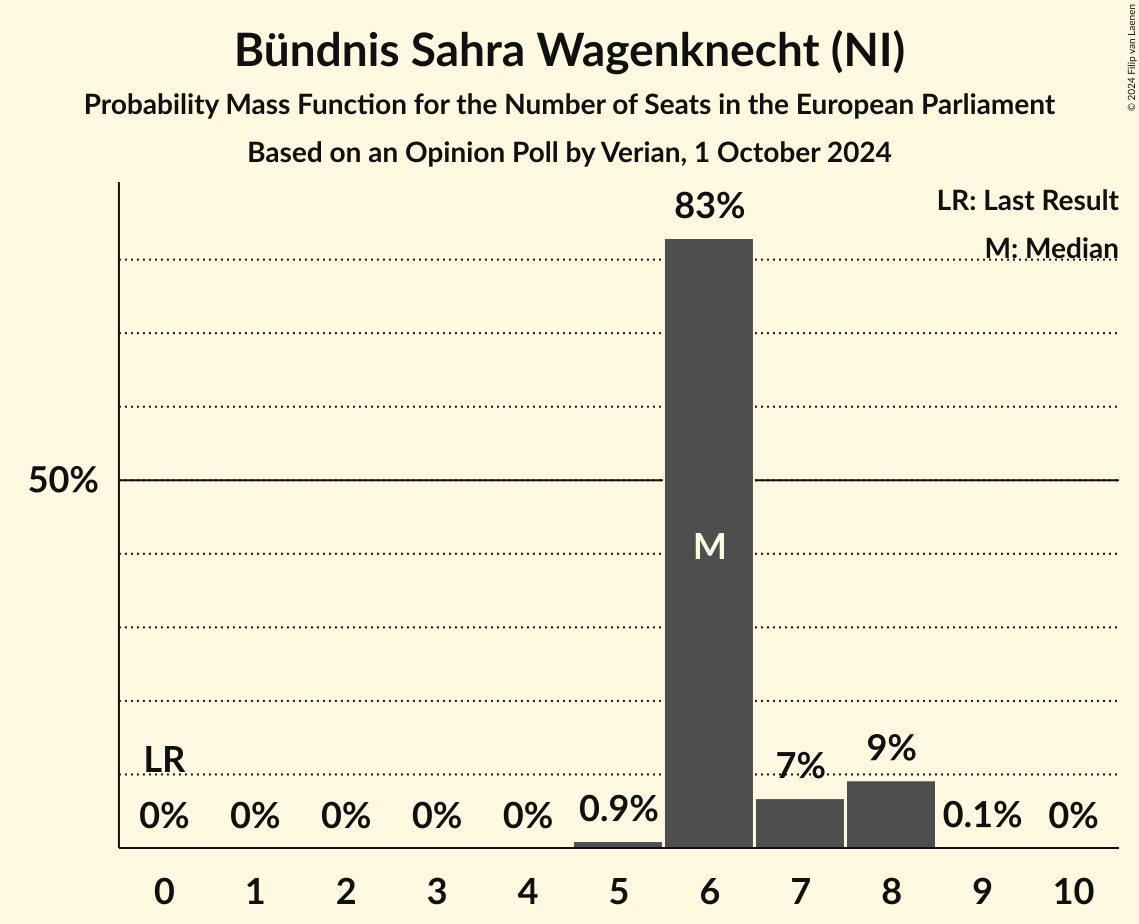 Bündnis Sahra Wagenknecht (NI)
Probability Mass Function for the Number of Seats in the European Parliament
Based on an Opinion Poll by Verian, 1 October 2024
© 2024 Filip van Laenen
LR: Last Result
M: Median
83%
50%
M
LR
7%
9%
0%
0%
0%
0%
0%
0.9%
0.1%
0%
0 1 2 3 4 5 6 7 8 9 10